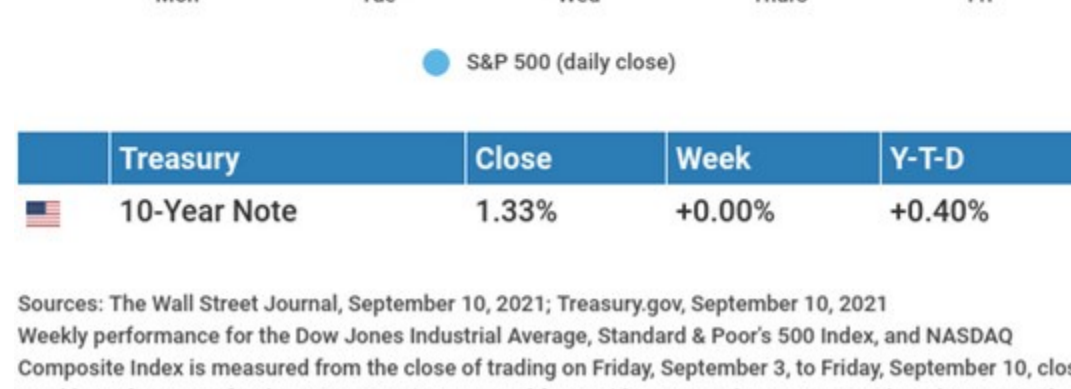 S&P 500 (daily close)
Treasury Close Week Y-T-D
10-Year Note 1.33% +0.00% +0.40%
Sources: The Wall Street Journal, September 10, 2021; Treasury.gov, September 10, 2021
Weekly performance for the Dow Jones Industrial Average, Standard & Poor's 500 Index, and NASDAQ
Composite Index is measured from the close of trading on Friday, September 3, to Friday, September 10, clos